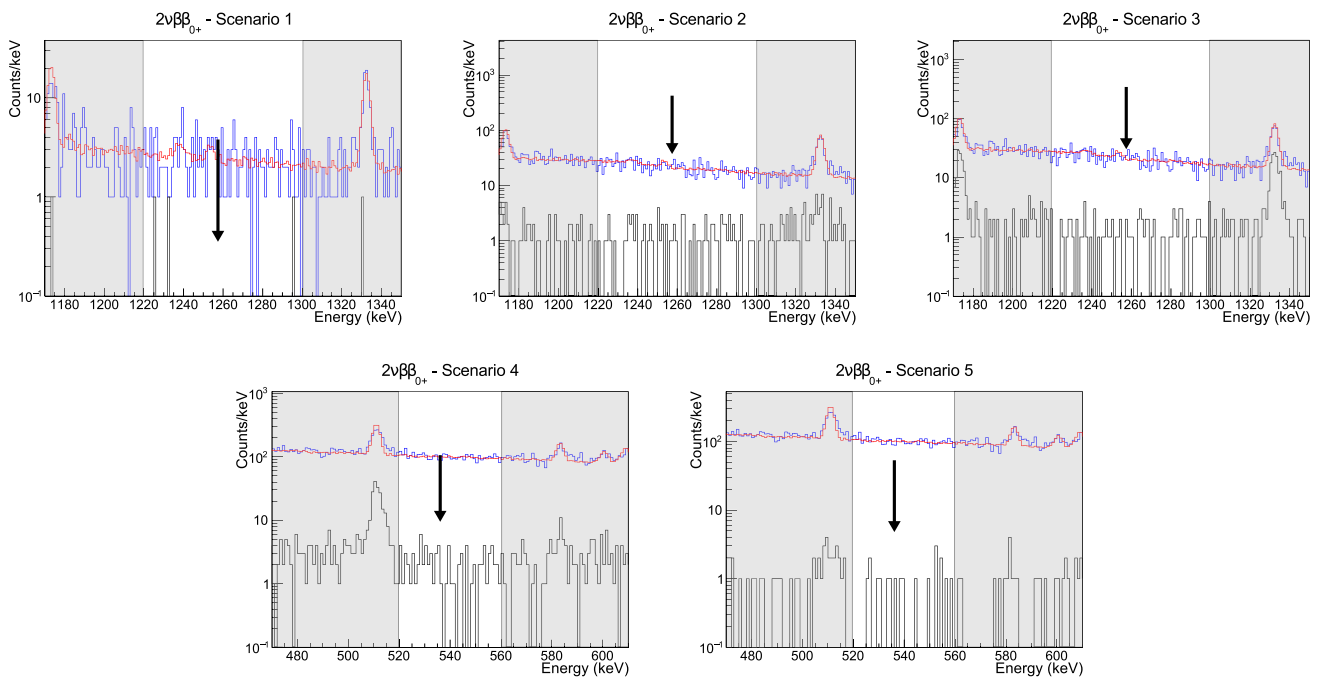 2νββ0+ - Scenario 1
Counts/keV
10
1
10−1
1180 1200 1220 1240 1260 1280 1300 1320 1340
Energy (keV)
2νββ0+ - Scenario 2
Counts/keV
103
102
10
1
10−1
1180 1200 1220 1240 1260 1280 1300 1320 1340
Energy (keV)
2νββ0+ - Scenario 3
Counts/keV
103
102
10
1
10−1
1180 1200 1220 1240 1260 1280 1300 1320 1340
Energy (keV)
2νββ0+ - Scenario 4
Counts/keV
103
102
10
1
10−1
480 500 520 540 560 580 600
Energy (keV)
2νββ0+ - Scenario 5
Counts/keV
102
10
1
10−1
480 500 520 540 560 580 600
Energy (keV)